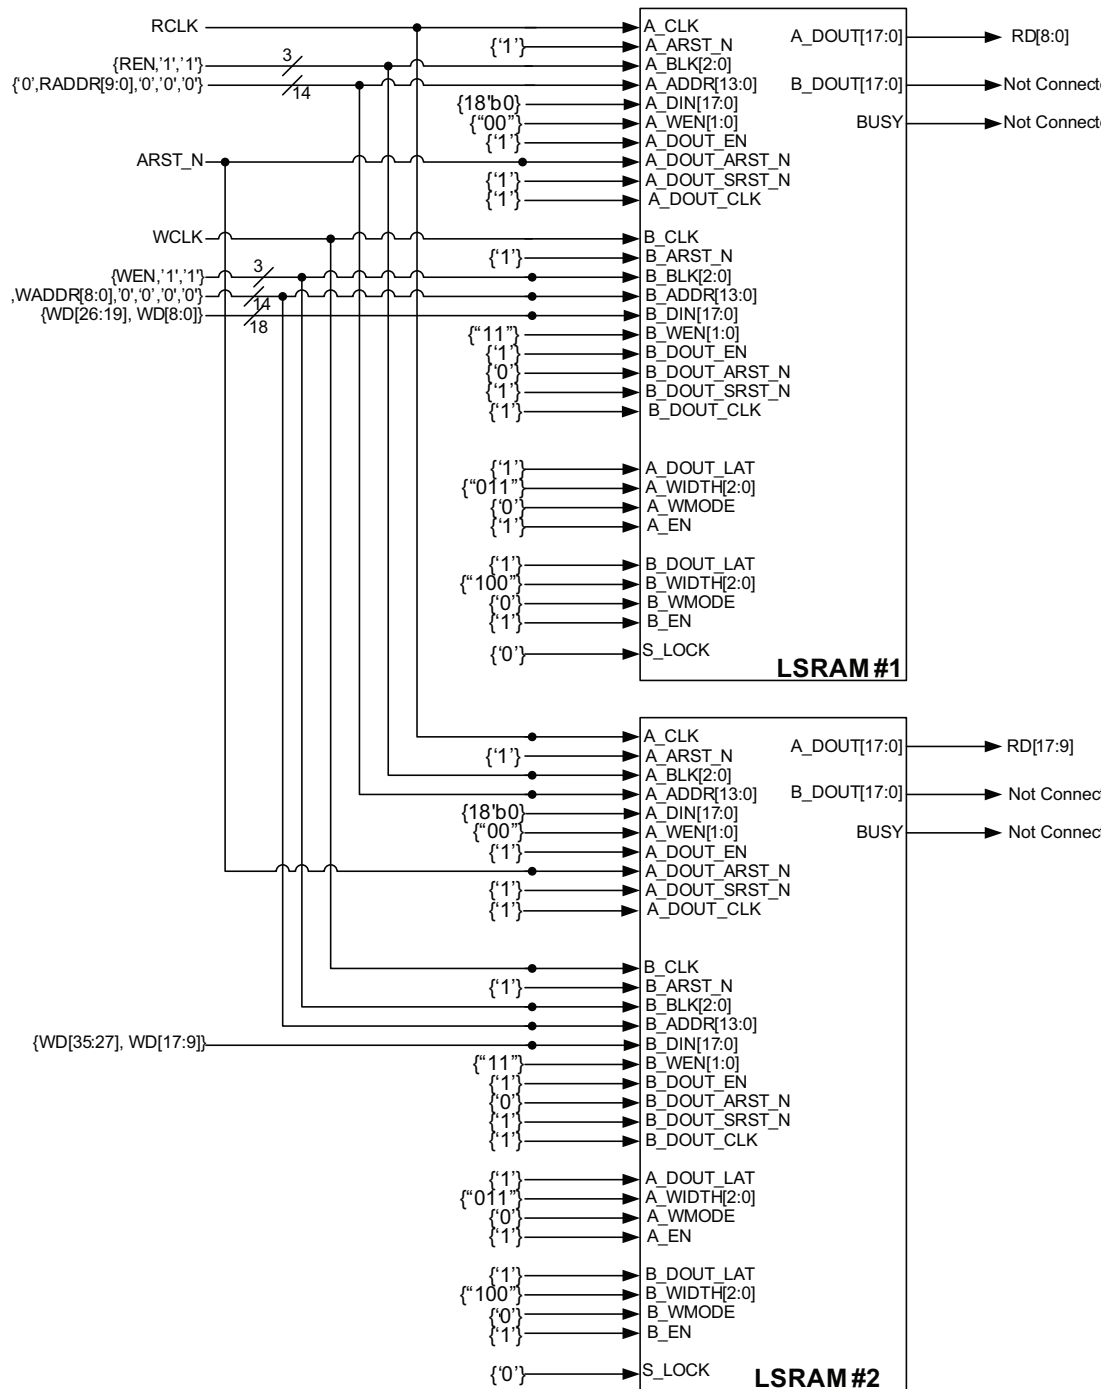 RCLK
A_CLK
A_DOUT[17:0]
RD[8:0]
{'1'}
A_ARST_N
{REN,'1','1'}
3
A_BLK[2:0]
{'0',RADDR[9:0],'0','0','0'}
14
A_ADDR[13:0]
B_DOUT[17:0]
Not Connect
{18'b0}
A_DIN[17:0]
{"00"}
A_WEN[1:0]
BUSY
Not Connect
{'1'}
A_DOUT_EN
ARST_N
A_DOUT_ARST_N
{'1'}
A_DOUT_SRST_N
{'1'}
A_DOUT_CLK
WCLK
B_CLK
{'1'}
B_ARST_N
{WEN,'1','1'}
3
B_BLK[2:0]
,WADDR[8:0],'0','0','0','0'}
14
B_ADDR[13:0]
{WD[26:19], WD[8:0]}
18
B_DIN[17:0]
{"11"}
B_WEN[1:0]
{'1'}
B_DOUT_EN
{'0'}
B_DOUT_ARST_N
{'1'}
B_DOUT_SRST_N
{'1'}
B_DOUT_CLK
{'1'}
A_DOUT_LAT
{"011"}
A_WIDTH[2:0]
{'0'}
A_WMODE
{'1'}
A_EN
{'1'}
B_DOUT_LAT
{"100"}
B_WIDTH[2:0]
{'0'}
B_WMODE
{'1'}
B_EN
{'0'}
S_LOCK
LSRAM #1
A_CLK
A_DOUT[17:0]
RD[17:9]
{'1'}
A_ARST_N
A_BLK[2:0]
A_ADDR[13:0]
B_DOUT[17:0]
Not Connect
{18'b0}
A_DIN[17:0]
{"00"}
A_WEN[1:0]
BUSY
Not Connect
{'1'}
A_DOUT_EN
A_DOUT_ARST_N
{'1'}
A_DOUT_SRST_N
{'1'}
A_DOUT_CLK
B_CLK
{'1'}
B_ARST_N
B_BLK[2:0]
B_ADDR[13:0]
{WD[35:27], WD[17:9]}
B_DIN[17:0]
{"11"}
B_WEN[1:0]
{'1'}
B_DOUT_EN
{'0'}
B_DOUT_ARST_N
{'1'}
B_DOUT_SRST_N
{'1'}
B_DOUT_CLK
{'1'}
A_DOUT_LAT
{"011"}
A_WIDTH[2:0]
{'0'}
A_WMODE
{'1'}
A_EN
{'1'}
B_DOUT_LAT
{"100"}
B_WIDTH[2:0]
{'0'}
B_WMODE
{'1'}
B_EN
{'0'}
S_LOCK
LSRAM #2